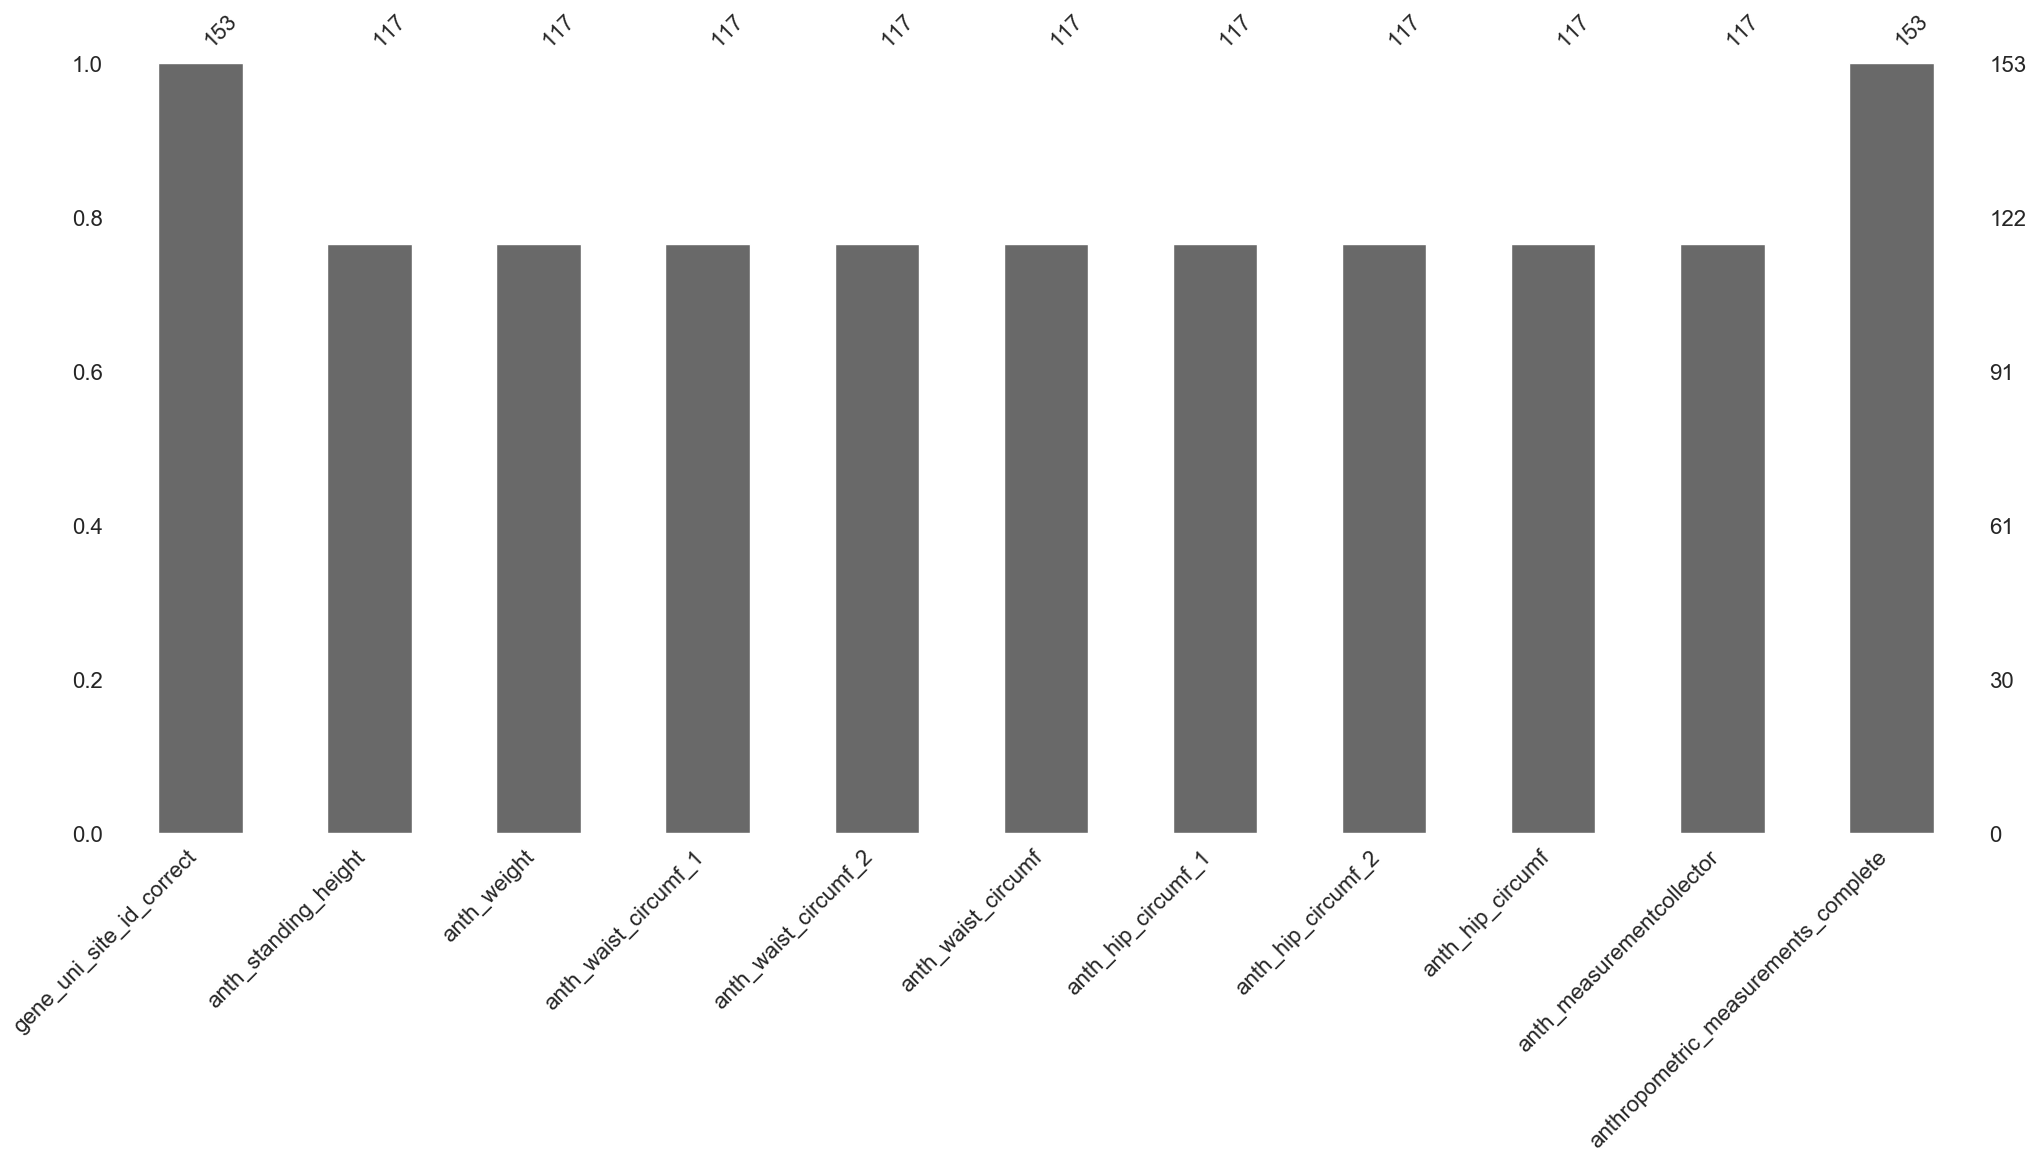 153 117 117 117 117 117 117 117 117 117 153
1.0 153
0.8 122
0.6 91
0.4 61
0.2 30
0.0 0
gene_uni_site_id_correct
anth_standing_height
anth_weight
anth_waist_circumf_1
anth_waist_circumf_2
anth_waist_circumf
anth_hip_circumf_1
anth_hip_circumf_2
anth_hip_circumf
anth_measurementcollector
anthropometric_measurements_complete